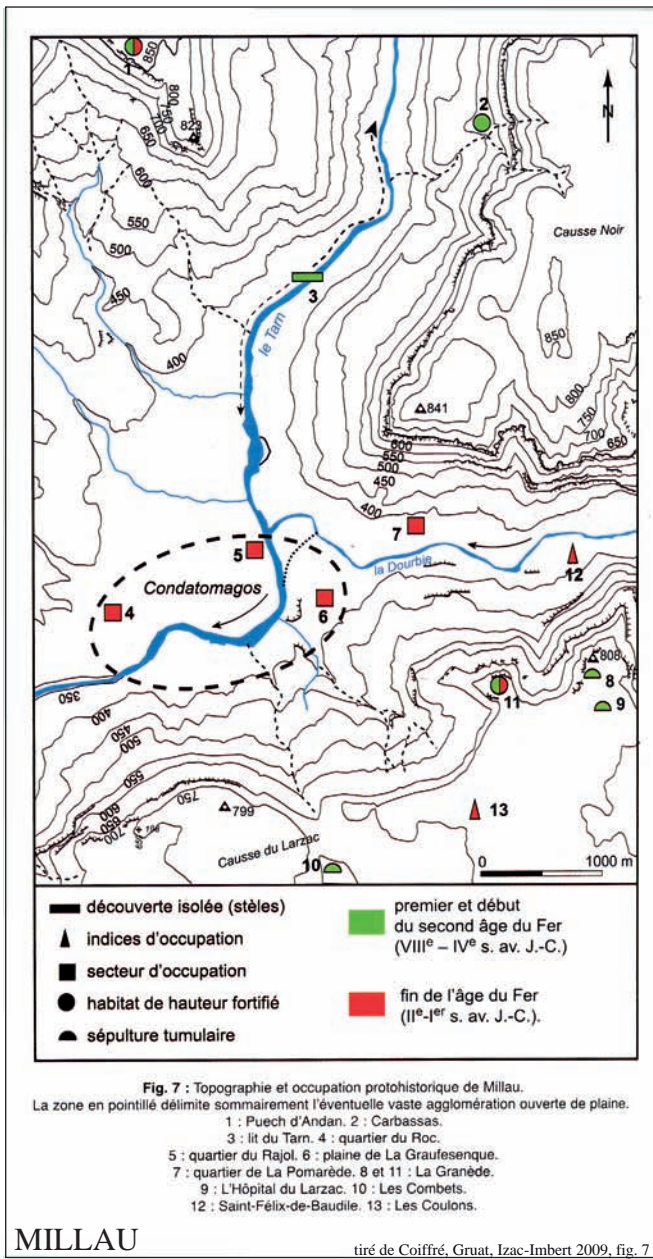 1
850
800
750
700
650
823
600
550
500
450
400
2
N
Causse Noir
850
3
le Tarn
841
800
750
700
650
600
550
500
450
400
7
5
Condatomagos
la Dourbie
12
4
6
808
8
350
11
9
400
450
500
550
600
650
700
750
799
13
Causse du Larzac
10
0 1000 m
découverte isolée (stèles)
indices d'occupation
secteur d'occupation
habitat de hauteur fortifié
sépulture tumulaire
premier et début
du second âge du Fer
(VIIIe – IVe s. av. J.-C.)
fin de l'âge du Fer
(IIe-Ier s. av. J.-C.).
Fig. 7 : Topographie et occupation protohistorique de Millau.
La zone en pointillé délimite sommairement l'éventuelle vaste agglomération ouverte de plaine.
1 : Puech d'Andan. 2 : Carbassas.
3 : lit du Tarn. 4 : quartier du Roc.
5 : quartier du Rajol. 6 : plaine de La Graufesenque.
7 : quartier de La Pomarède. 8 et 11 : La Granède.
9 : L'Hôpital du Larzac. 10 : Les Combets.
12 : Saint-Félix-de-Baudile. 13 : Les Coulons.
MILLAU
tiré de Coiffré, Gruat, Izac-Imbert 2009, fig. 7